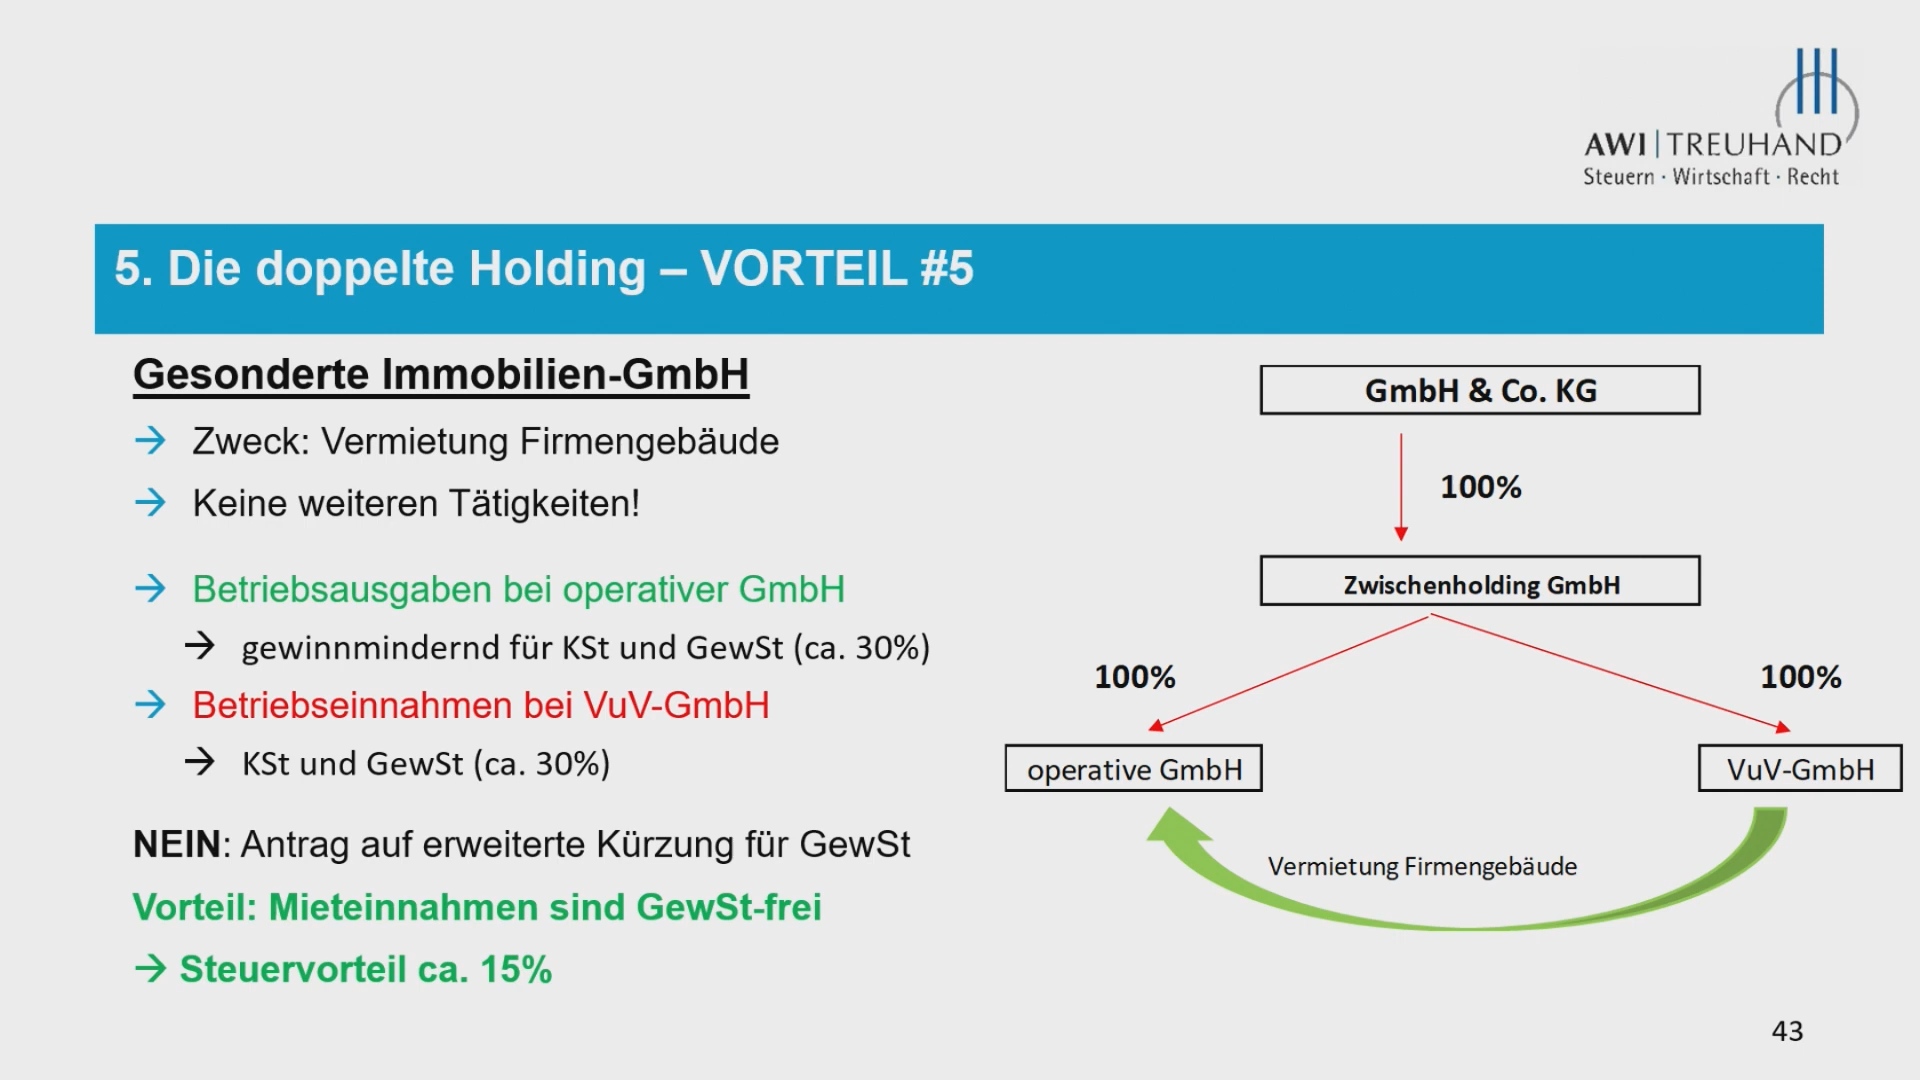 AWI | TREUHAND
Steuern · Wirtschaft · Recht
5. Die doppelte Holding – VORTEIL #5
Gesonderte Immobilien-GmbH
→ Zweck: Vermietung Firmengebäude
→ Keine weiteren Tätigkeiten!
→ Betriebsausgaben bei operativer GmbH
→ gewinnmindernd für KSt und GewSt (ca. 30%)
→ Betriebseinnahmen bei VuV-GmbH
→ KSt und GewSt (ca. 30%)
NEIN: Antrag auf erweiterte Kürzung für GewSt
Vorteil: Mieteinnahmen sind GewSt-frei
→ Steuervorteil ca. 15%
GmbH & Co. KG
100%
Zwischenholding GmbH
100%
100%
operative GmbH
VuV-GmbH
Vermietung Firmengebäude
43